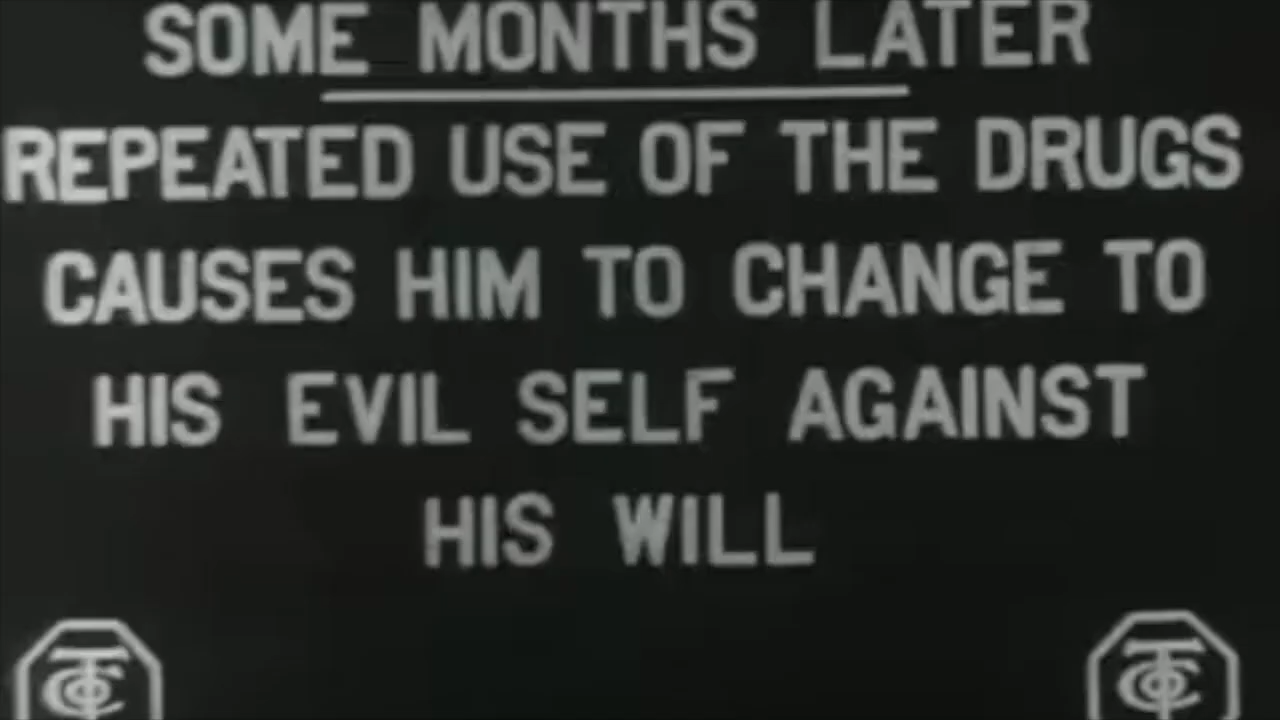 SOME MONTHS LATER
REPEATED USE OF THE DRUGS
CAUSES HIM TO CHANGE TO
HIS EVIL SELF AGAINST
HIS WILL